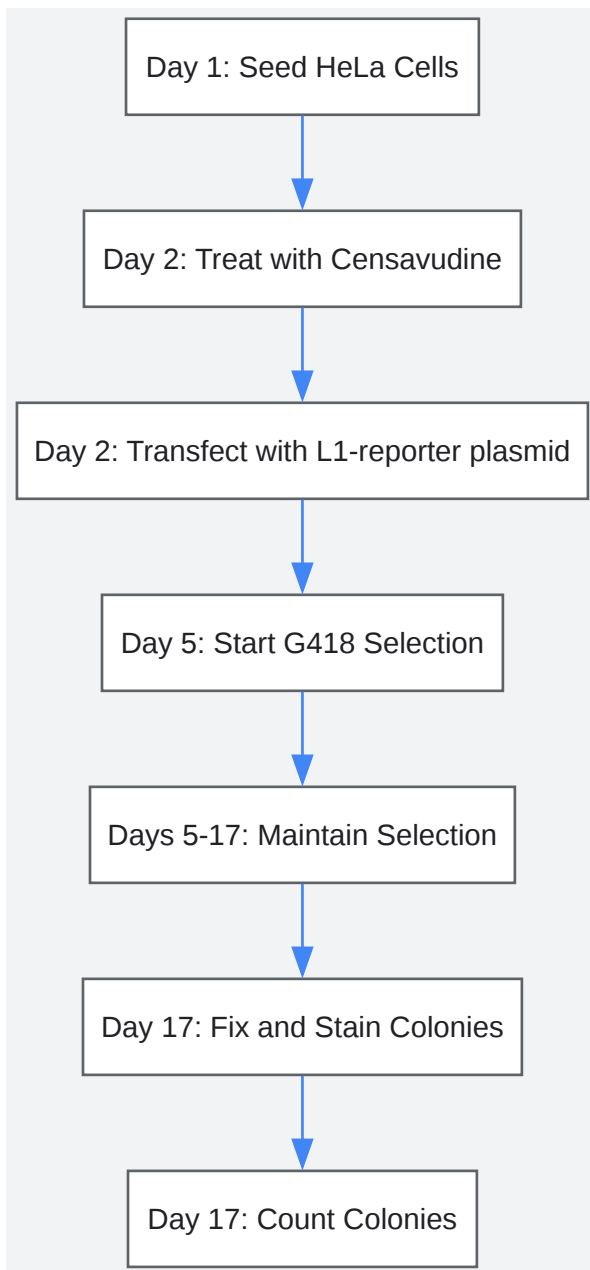 Day 1: Seed HeLa Cells
Day 2: Treat with Censavudine
Day 2: Transfect with L1-reporter plasmid
Day 5: Start G418 Selection
Days 5-17: Maintain Selection
Day 17: Fix and Stain Colonies
Day 17: Count Colonies